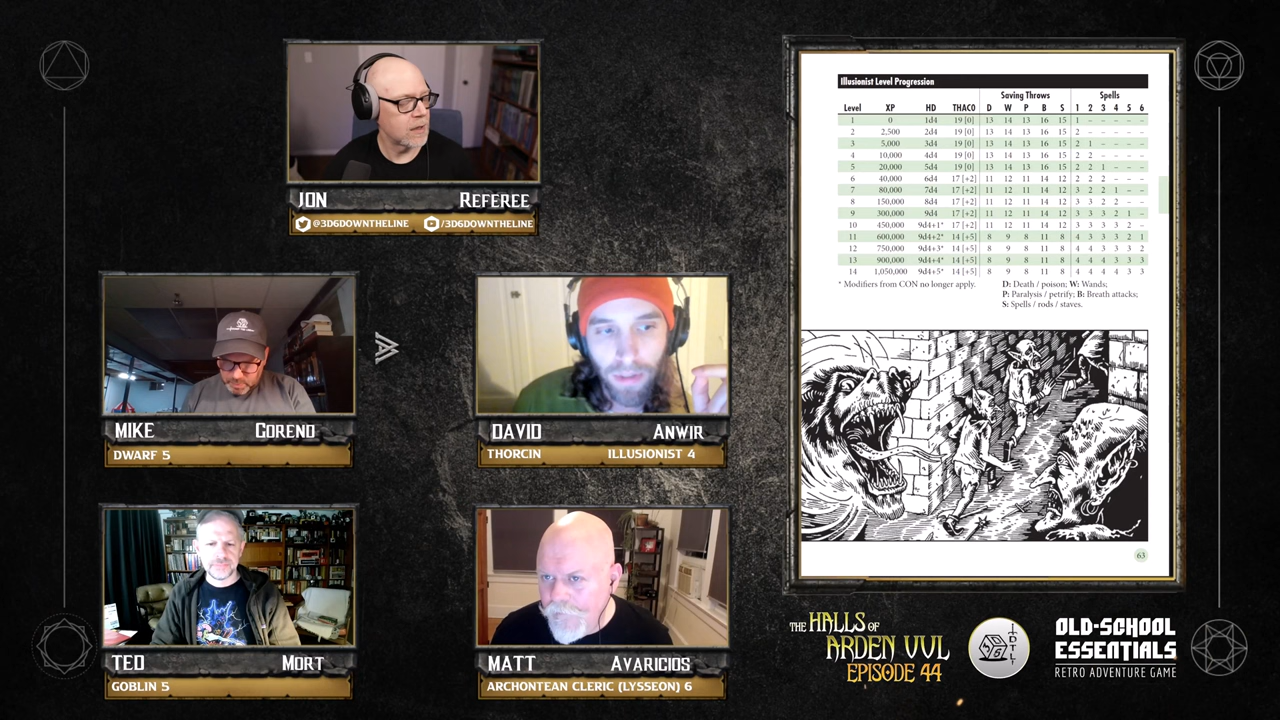 JON REFEREE
@3D6DOWNTHELINE /3D6DOWNTHELINE
MIKE GOREND
DWARF 5
DAVID ANWIR
THORCIN ILLUSIONIST 4
TED MORT
GOBLIN 5
MATT AVARICIOS
ARCHONTEAN CLERIC (LYSSEON) 6
Illusionist Level Progression
Saving Throws Spells
Level XP HD THAC0 D W P B S 1 2 3 4 5 6
1 0 1d4 19 [0] 13 14 13 16 15 1 – – – – –
2 2,500 2d4 19 [0] 13 14 13 16 15 2 – – – – –
3 5,000 3d4 19 [0] 13 14 13 16 15 2 1 – – – –
4 10,000 4d4 19 [0] 13 14 13 16 15 2 2 – – – –
5 20,000 5d4 19 [0] 13 14 13 16 15 2 2 1 – – –
6 40,000 6d4 17 [+2] 11 12 11 14 12 2 2 2 – – –
7 80,000 7d4 17 [+2] 11 12 11 14 12 3 2 2 1 – –
8 150,000 8d4 17 [+2] 11 12 11 14 12 3 3 2 2 – –
9 300,000 9d4 17 [+2] 11 12 11 14 12 3 3 3 2 1 –
10 450,000 9d4+1* 17 [+2] 11 12 11 14 12 3 3 3 3 2 –
11 600,000 9d4+2* 14 [+5] 8 9 8 11 8 4 3 3 3 2 1
12 750,000 9d4+3* 14 [+5] 8 9 8 11 8 4 4 3 3 3 2
13 900,000 9d4+4* 14 [+5] 8 9 8 11 8 4 4 4 3 3 3
14 1,050,000 9d4+5* 14 [+5] 8 9 8 11 8 4 4 4 4 3 3
* Modifiers from CON no longer apply.
D: Death / poison; W: Wands;
P: Paralysis / petrify; B: Breath attacks;
S: Spells / rods / staves.
63
THE HALLS OF
ARDEN VUL
EPISODE 44
3D6
DTL
OLD-SCHOOL
ESSENTIALS
RETRO ADVENTURE GAME